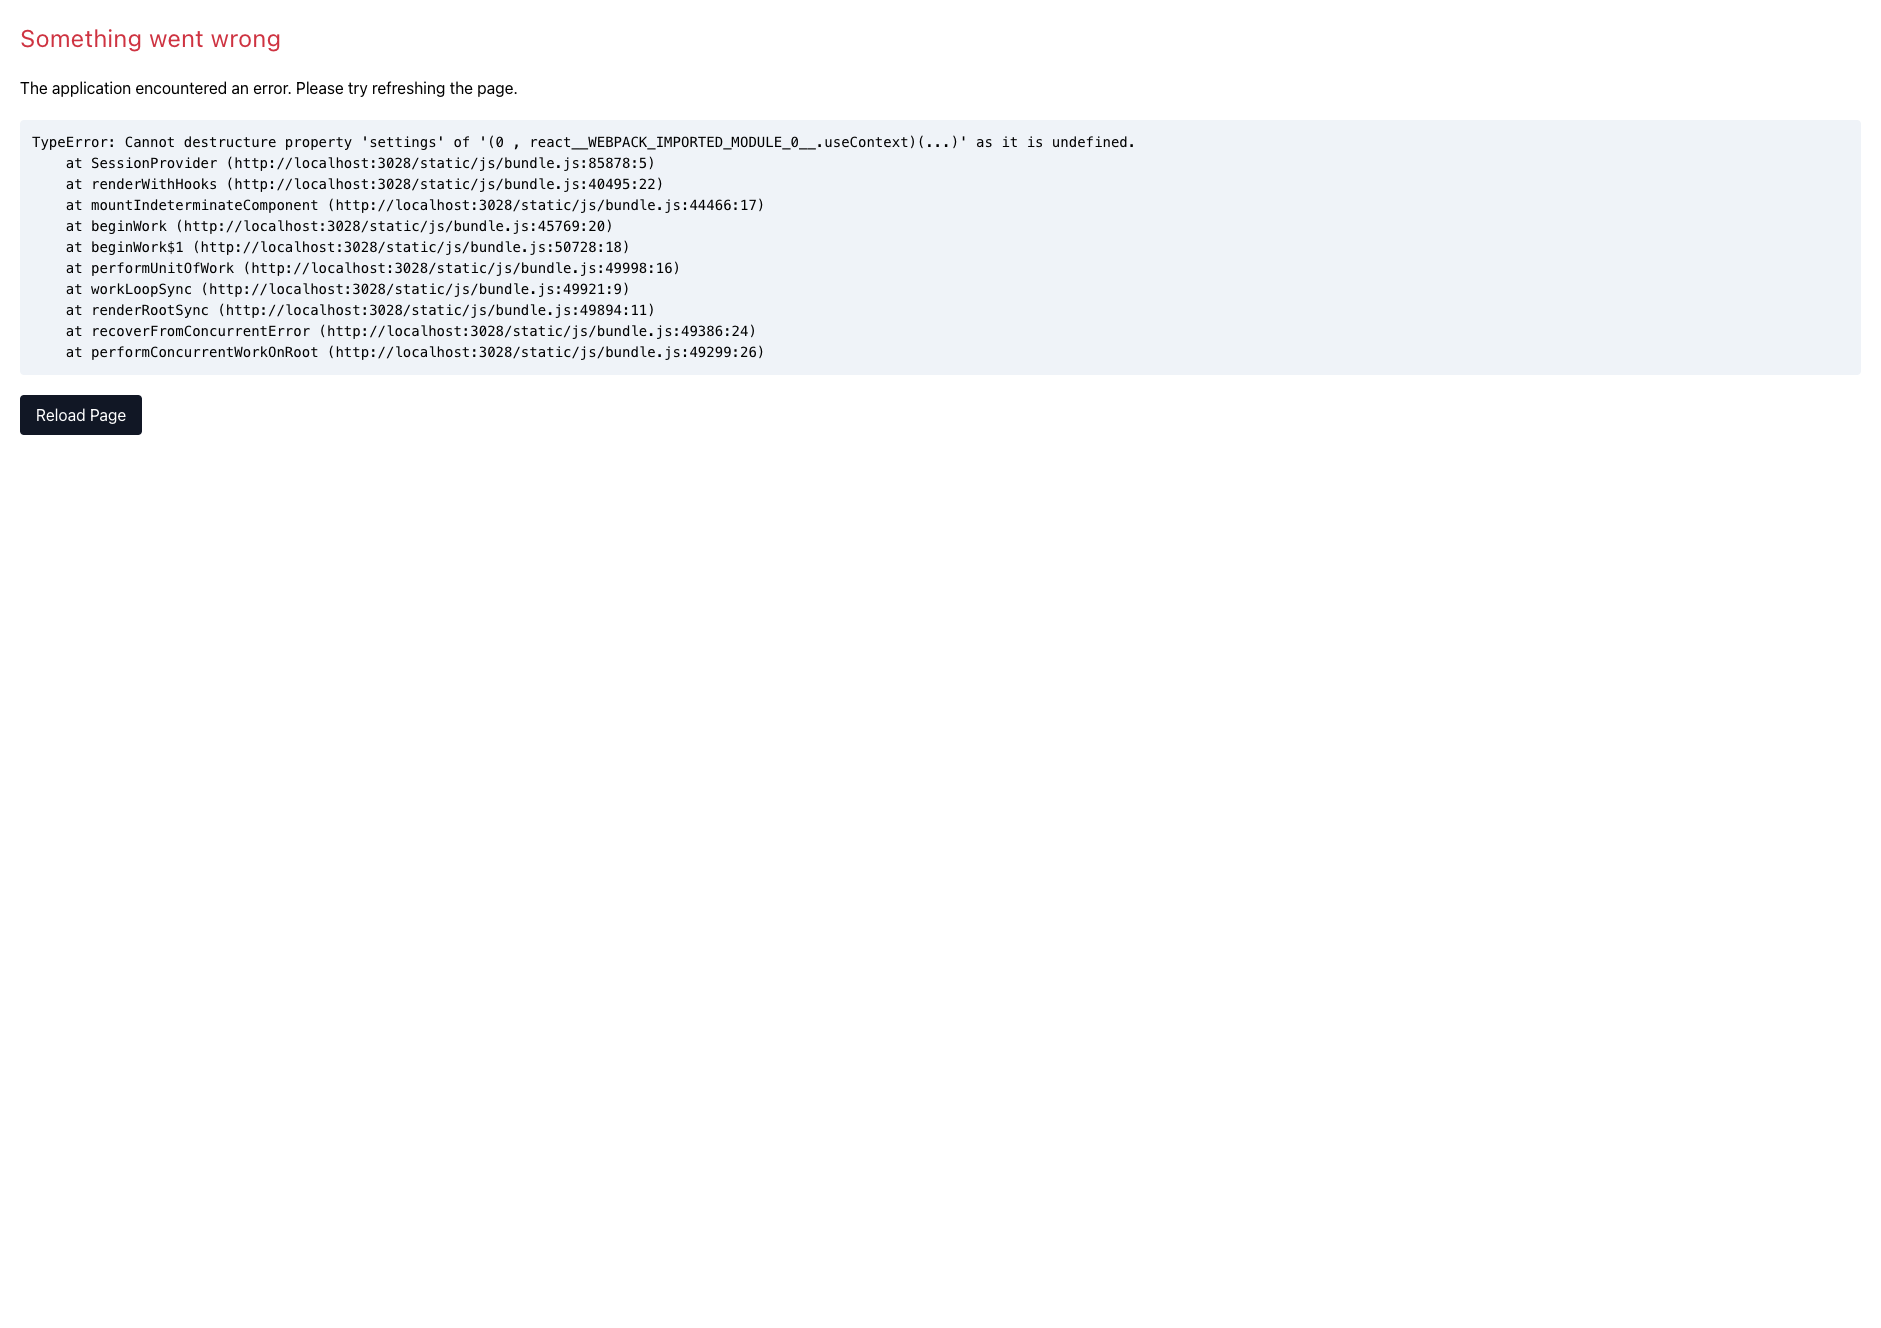 Something went wrong
The application encountered an error. Please try refreshing the page.
TypeError: Cannot destructure property 'settings' of '(0 , react__WEBPACK_IMPORTED_MODULE_0__.useContext)(...)' as it is undefined.
    at SessionProvider (http://localhost:3028/static/js/bundle.js:85878:5)
    at renderWithHooks (http://localhost:3028/static/js/bundle.js:40495:22)
    at mountIndeterminateComponent (http://localhost:3028/static/js/bundle.js:44466:17)
    at beginWork (http://localhost:3028/static/js/bundle.js:45769:20)
    at beginWork$1 (http://localhost:3028/static/js/bundle.js:50728:18)
    at performUnitOfWork (http://localhost:3028/static/js/bundle.js:49998:16)
    at workLoopSync (http://localhost:3028/static/js/bundle.js:49921:9)
    at renderRootSync (http://localhost:3028/static/js/bundle.js:49894:11)
    at recoverFromConcurrentError (http://localhost:3028/static/js/bundle.js:49386:24)
    at performConcurrentWorkOnRoot (http://localhost:3028/static/js/bundle.js:49299:26)
Reload Page